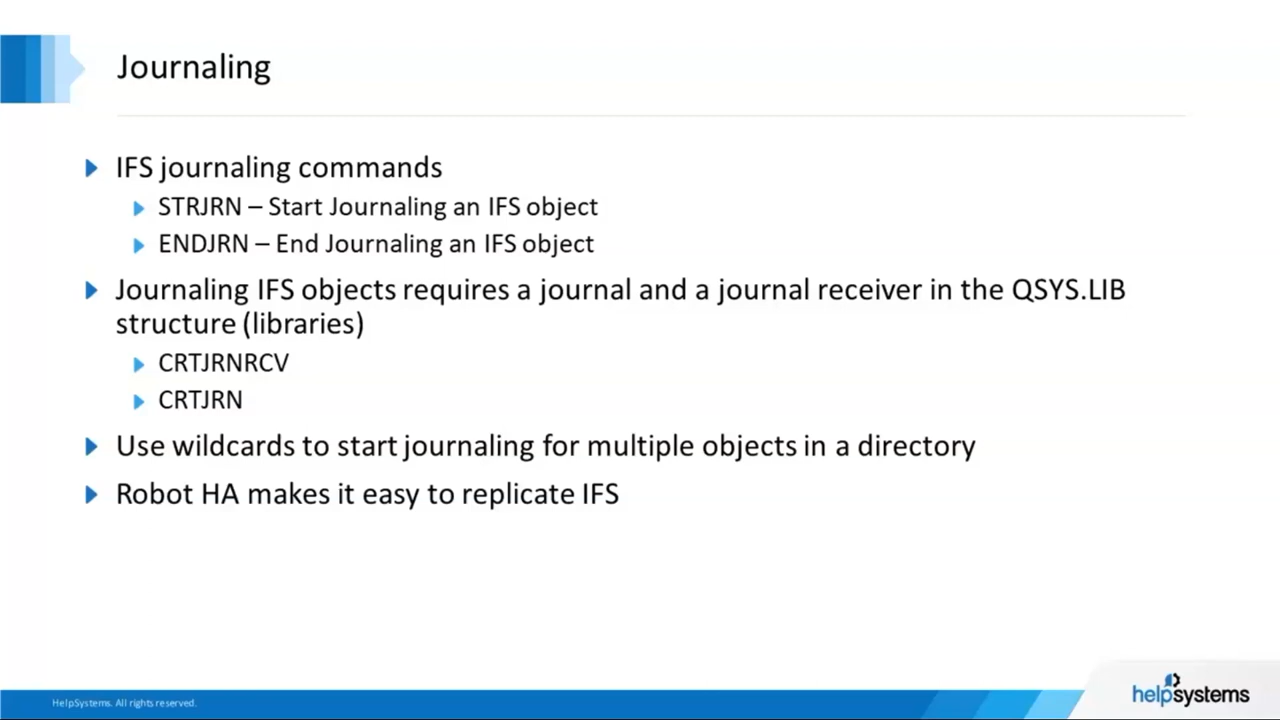 Journaling
IFS journaling commands
STRJRN – Start Journaling an IFS object
ENDJRN – End Journaling an IFS object
Journaling IFS objects requires a journal and a journal receiver in the QSYS.LIB
structure (libraries)
CRTJRNRCV
CRTJRN
Use wildcards to start journaling for multiple objects in a directory
Robot HA makes it easy to replicate IFS
HelpSystems. All rights reserved.
helpsystems